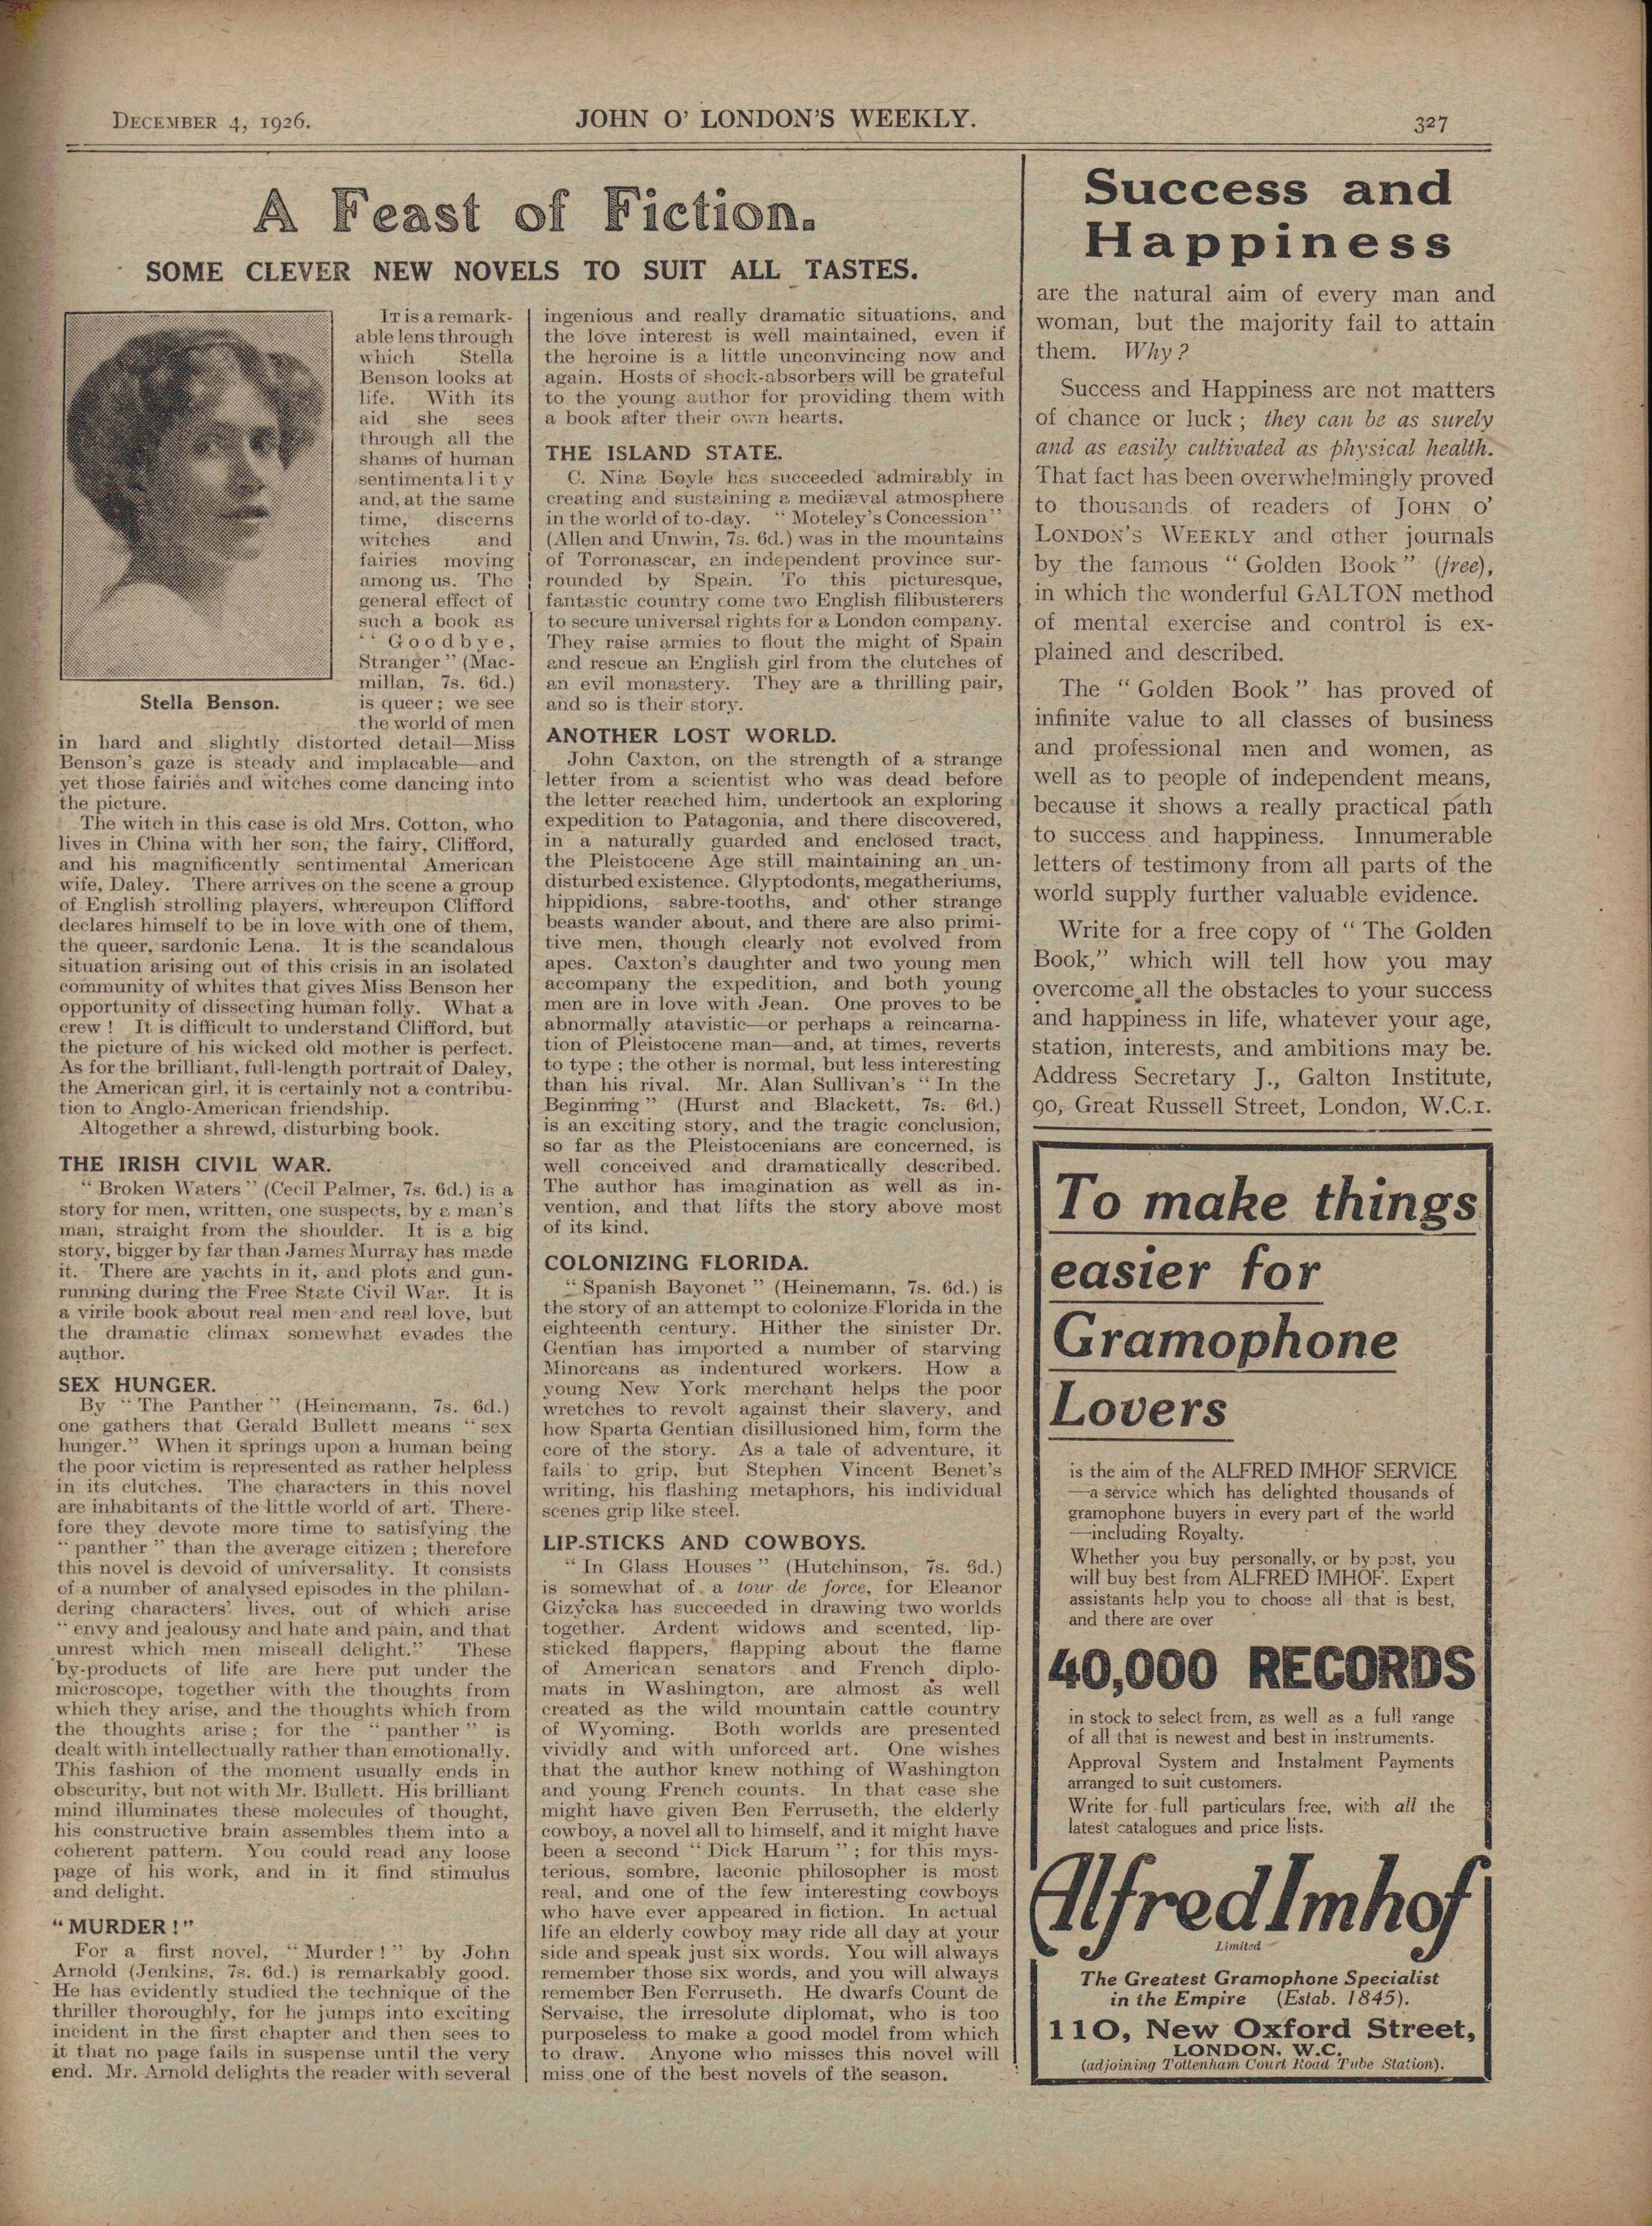 DECEMBER 4, 1926.
JOHN O' LONDON'S WEEKLY.
327
A Feast of Fiction.
SOME CLEVER NEW NOVELS TO SUIT ALL TASTES.
Stella Benson.
IT is a remark-
able lens through
which Stella
Benson looks at
life. With its
aid she sees
through all the
shams of human
sentimentality
and, at the same
time, discerns
witches and
fairies moving
among us. The
general effect of
such a book as
"Goodbye,
Stranger" (Mac-
millan, 7s. 6d.)
is queer; we see
the world of men
in hard and slightly distorted detail—Miss
Benson's gaze is steady and implacable—and
yet those fairies and witches come dancing into
the picture.
The witch in this case is old Mrs. Cotton, who
lives in China with her son, the fairy, Clifford,
and his magnificently sentimental American
wife, Daley. There arrives on the scene a group
of English strolling players, whereupon Clifford
declares himself to be in love with one of them,
the queer, sardonic Lena. It is the scandalous
situation arising out of this crisis in an isolated
community of whites that gives Miss Benson her
opportunity of dissecting human folly. What a
crew! It is difficult to understand Clifford, but
the picture of his wicked old mother is perfect.
As for the brilliant, full-length portrait of Daley,
the American girl, it is certainly not a contribu-
tion to Anglo-American friendship.
Altogether a shrewd, disturbing book.
THE IRISH CIVIL WAR.
"Broken Waters" (Cecil Palmer, 7s. 6d.) is a
story for men, written, one suspects, by a man's
man, straight from the shoulder. It is a big
story, bigger by far than James Murray has made
it. There are yachts in it, and plots and gun-
running during the Free State Civil War. It is
a virile book about real men and real love, but
the dramatic climax somewhat evades the
author.
SEX HUNGER.
By "The Panther" (Heinemann, 7s. 6d.)
one gathers that Gerald Bullett means "sex
hunger." When it springs upon a human being
the poor victim is represented as rather helpless
in its clutches. The characters in this novel
are inhabitants of the little world of art. There-
fore they devote more time to satisfying the
"panther" than the average citizen; therefore
this novel is devoid of universality. It consists
of a number of analysed episodes in the philan-
dering characters' lives, out of which arise
"envy and jealousy and hate and pain, and that
unrest which men miscall delight." These
by-products of life are here put under the
microscope, together with the thoughts from
which they arise, and the thoughts which from
the thoughts arise; for the "panther" is
dealt with intellectually rather than emotionally.
This fashion of the moment usually ends in
obscurity, but not with Mr. Bullett. His brilliant
mind illuminates these molecules of thought,
his constructive brain assembles them into a
coherent pattern. You could read any loose
page of his work, and in it find stimulus
and delight.
"MURDER!"
For a first novel, "Murder!" by John
Arnold (Jenkins, 7s. 6d.) is remarkably good.
He has evidently studied the technique of the
thriller thoroughly, for he jumps into exciting
incident in the first chapter and then sees to
it that no page fails in suspense until the very
end. Mr. Arnold delights the reader with several
ingenious and really dramatic situations, and
the love interest is well maintained, even if
the heroine is a little unconvincing now and
again. Hosts of shock-absorbers will be grateful
to the young author for providing them with
a book after their own hearts.
THE ISLAND STATE.
C. Nina Boyle has succeeded admirably in
creating and sustaining a mediæval atmosphere
in the world of to-day. "Moteley's Concession"
(Allen and Unwin, 7s. 6d.) was in the mountains
of Torronascar, an independent province sur-
rounded by Spain. To this picturesque,
fantastic country come two English filibusterers
to secure universal rights for a London company.
They raise armies to flout the might of Spain
and rescue an English girl from the clutches of
an evil monastery. They are a thrilling pair,
and so is their story.
ANOTHER LOST WORLD.
John Caxton, on the strength of a strange
letter from a scientist who was dead before
the letter reached him, undertook an exploring
expedition to Patagonia, and there discovered,
in a naturally guarded and enclosed tract,
the Pleistocene Age still maintaining an un-
disturbed existence. Glyptodonts, megatheriums,
hippidions, sabre-tooths, and other strange
beasts wander about, and there are also primi-
tive men, though clearly not evolved from
apes. Caxton's daughter and two young men
accompany the expedition, and both young
men are in love with Jean. One proves to be
abnormally atavistic—or perhaps a reincarna-
tion of Pleistocene man—and, at times, reverts
to type; the other is normal, but less interesting
than his rival. Mr. Alan Sullivan's "In the
Beginning" (Hurst and Blackett, 7s. 6d.)
is an exciting story, and the tragic conclusion,
so far as the Pleistocenians are concerned, is
well conceived and dramatically described.
The author has imagination as well as in-
vention, and that lifts the story above most
of its kind.
COLONIZING FLORIDA.
"Spanish Bayonet" (Heinemann, 7s. 6d.) is
the story of an attempt to colonize Florida in the
eighteenth century. Hither the sinister Dr.
Gentian has imported a number of starving
Minorcans as indentured workers. How a
young New York merchant helps the poor
wretches to revolt against their slavery, and
how Sparta Gentian disillusioned him, form the
core of the story. As a tale of adventure, it
fails to grip, but Stephen Vincent Benet's
writing, his flashing metaphors, his individual
scenes grip like steel.
LIP-STICKS AND COWBOYS.
"In Glass Houses" (Hutchinson, 7s. 6d.)
is somewhat of a tour de force, for Eleanor
Gizycka has succeeded in drawing two worlds
together. Ardent widows and scented, lip-
sticked flappers, flapping about the flame
of American senators and French diplo-
mats in Washington, are almost as well
created as the wild mountain cattle country
of Wyoming. Both worlds are presented
vividly and with unforced art. One wishes
that the author knew nothing of Washington
and young French counts. In that case she
might have given Ben Ferruseth, the elderly
cowboy, a novel all to himself, and it might have
been a second "Dick Harum"; for this mys-
terious, sombre, laconic philosopher is most
real, and one of the few interesting cowboys
who have ever appeared in fiction. In actual
life an elderly cowboy may ride all day at your
side and speak just six words. You will always
remember those six words, and you will always
remember Ben Ferruseth. He dwarfs Count de
Servaise, the irresolute diplomat, who is too
purposeless to make a good model from which
to draw. Anyone who misses this novel will
miss one of the best novels of the season.
Success and
Happiness
are the natural aim of every man and
woman, but the majority fail to attain
them. Why?
Success and Happiness are not matters
of chance or luck; they can be as surely
and as easily cultivated as physical health.
That fact has been overwhelmingly proved
to thousands of readers of JOHN O'
LONDON'S WEEKLY and other journals
by the famous "Golden Book" (free),
in which the wonderful GALTON method
of mental exercise and control is ex-
plained and described.
The "Golden Book" has proved of
infinite value to all classes of business
and professional men and women, as
well as to people of independent means,
because it shows a really practical path
to success and happiness. Innumerable
letters of testimony from all parts of the
world supply further valuable evidence.
Write for a free copy of "The Golden
Book," which will tell how you may
overcome all the obstacles to your success
and happiness in life, whatever your age,
station, interests, and ambitions may be.
Address Secretary J., Galton Institute,
90, Great Russell Street, London, W.C.1.
To make things
easier for
Gramophone
Lovers
is the aim of the ALFRED IMHOF SERVICE
—a service which has delighted thousands of
gramophone buyers in every part of the world
—including Royalty.
Whether you buy personally, or by post, you
will buy best from ALFRED IMHOF. Expert
assistants help you to choose all that is best,
and there are over
40,000 RECORDS
in stock to select from, as well as a full range
of all that is newest and best in instruments.
Approval System and Instalment Payments
arranged to suit customers.
Write for full particulars free, with all the
latest catalogues and price lists.
Alfred Imhof
Limited
The Greatest Gramophone Specialist
in the Empire (Estab. 1845).
110, New Oxford Street,
LONDON, W.C.
(adjoining Tottenham Court Road Tube Station).